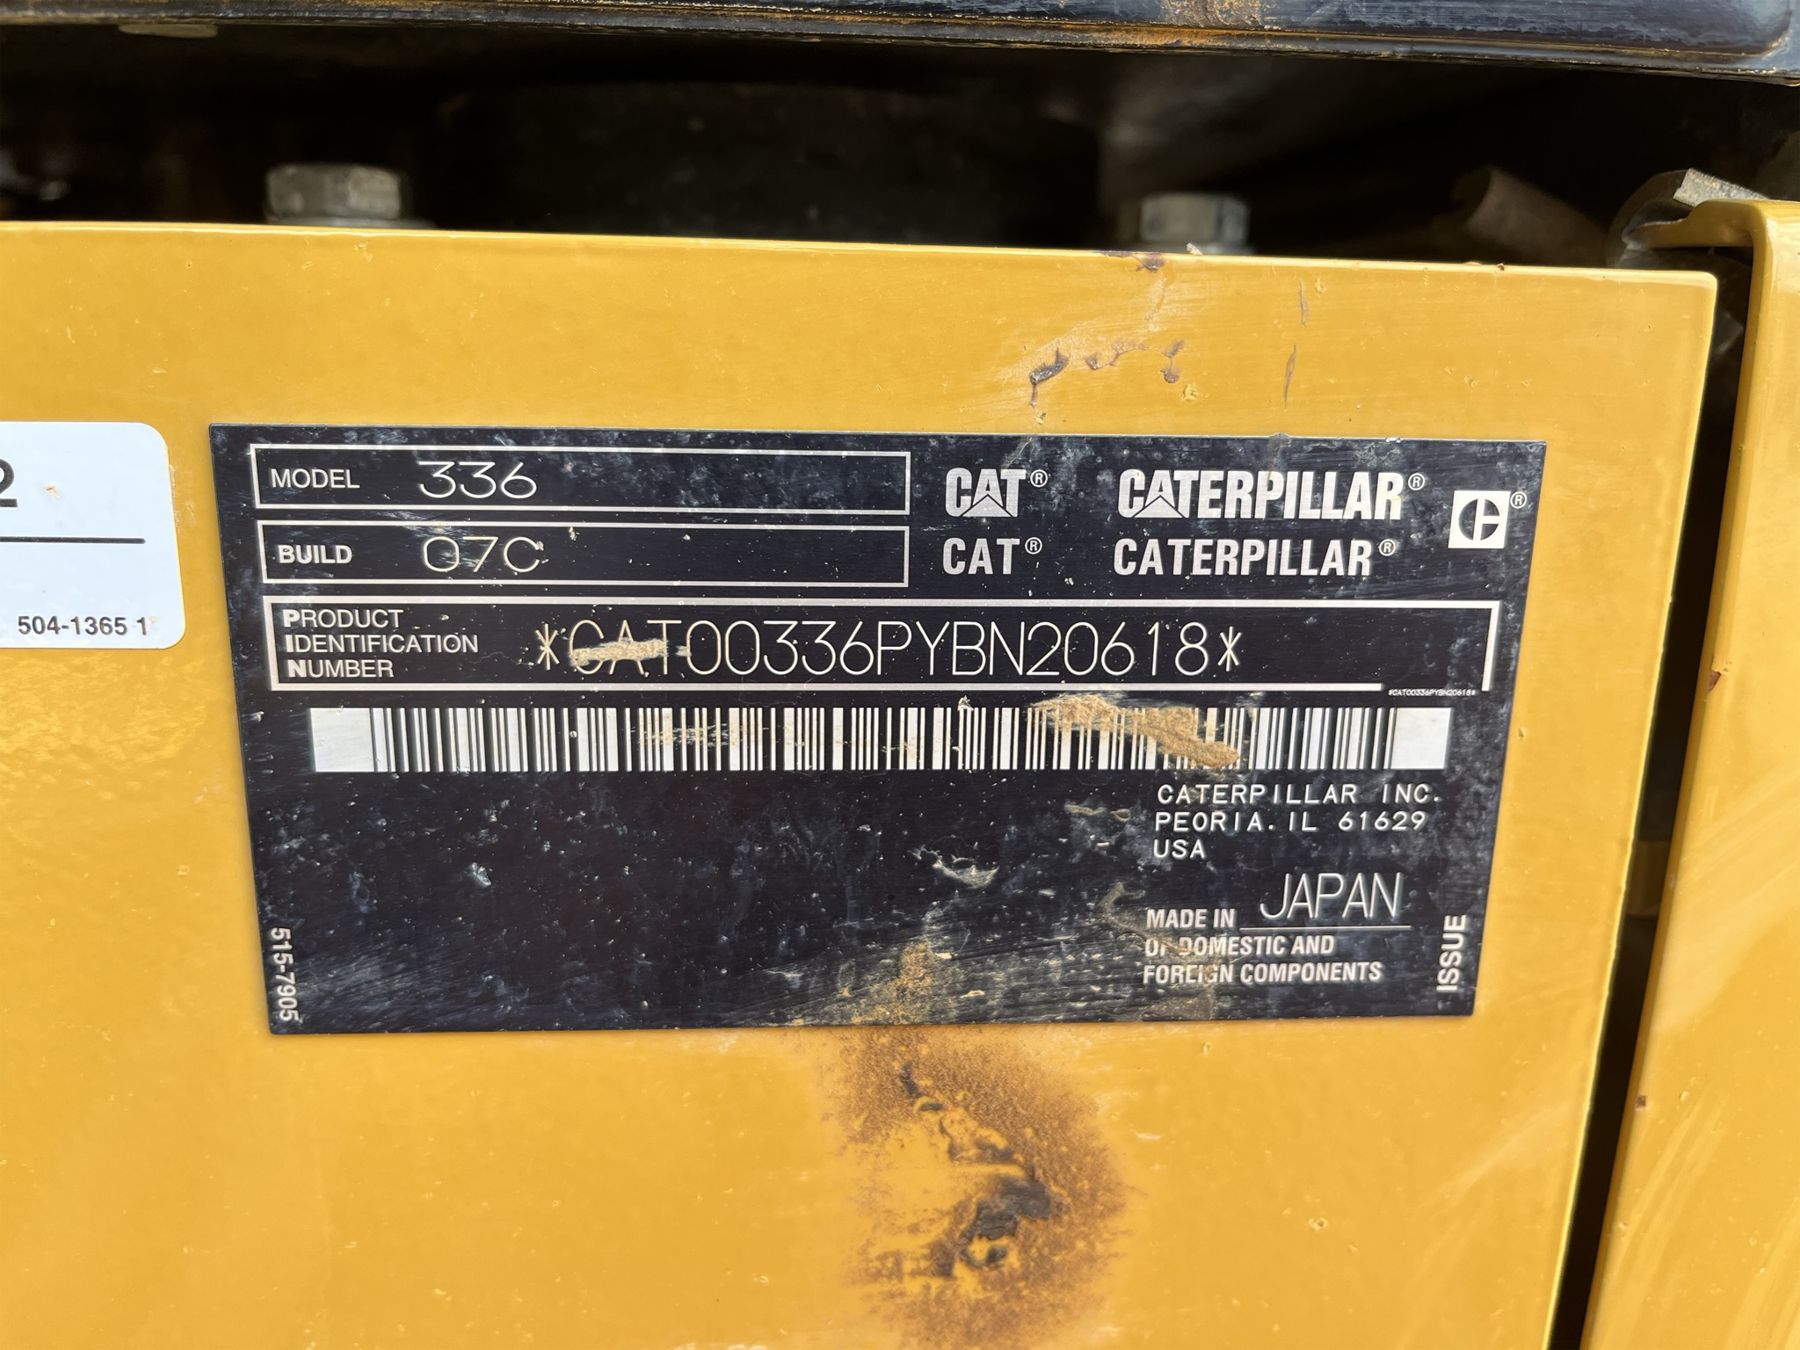 2
504-1365 1
MODEL 336
BUILD 07C
CAT® CATERPILLAR® ®
CAT® CATERPILLAR®
PRODUCT
IDENTIFICATION
NUMBER
*CAT00336PYBN20618*
*CAT00336PYBN20618*
CATERPILLAR INC.
PEORIA. IL 61629
USA
MADE IN JAPAN
OF DOMESTIC AND
FOREIGN COMPONENTS
ISSUE
515-7905